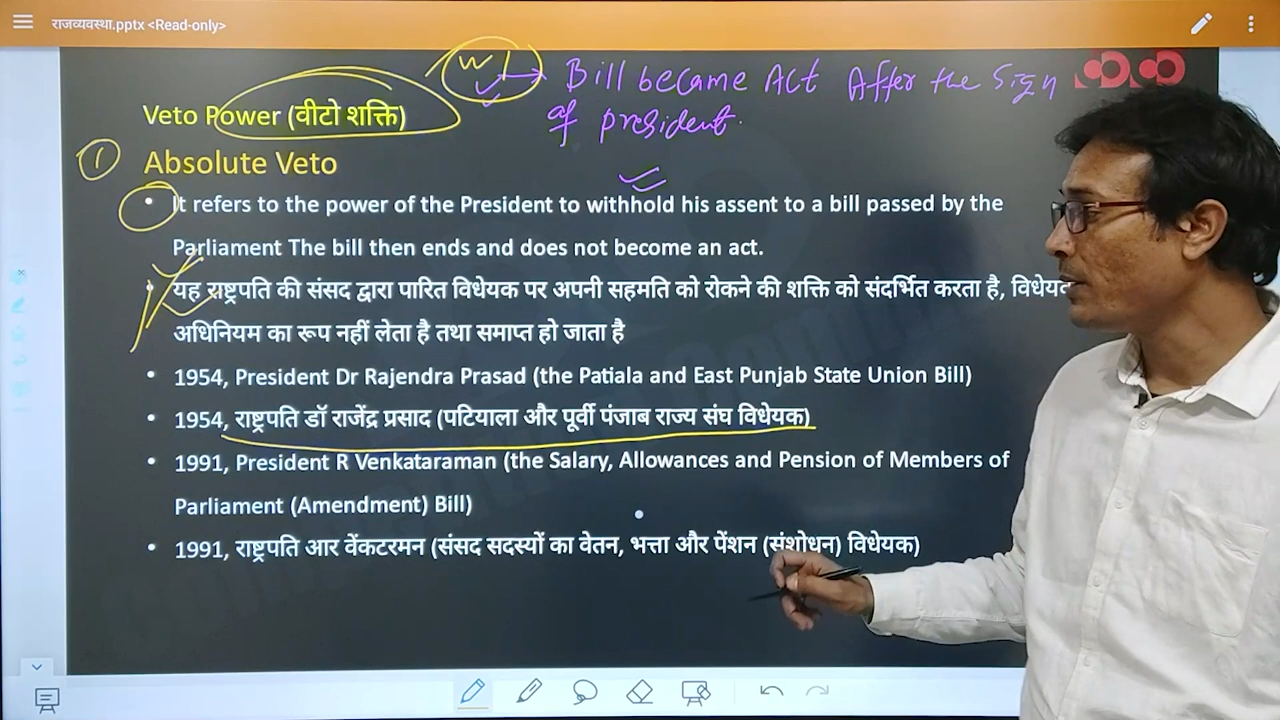 राजव्यवस्था.pptx <Read-only>
Bill became Act After the Sign
of president.
Veto Power (वीटो शक्ति)
① Absolute Veto
• It refers to the power of the President to withhold his assent to a bill passed by the
Parliament The bill then ends and does not become an act.
• यह राष्ट्रपति की संसद द्वारा पारित विधेयक पर अपनी सहमति को रोकने की शक्ति को संदर्भित करता है,
अधिनियम का रूप नहीं लेता है तथा समाप्त हो जाता है
• 1954, President Dr Rajendra Prasad (the Patiala and East Punjab State Union Bill)
• 1954, राष्ट्रपति डॉ राजेंद्र प्रसाद (पटियाला और पूर्वी पंजाब राज्य संघ विधेयक)
• 1991, President R Venkataraman (the Salary, Allowances and Pension of Members of
Parliament (Amendment) Bill)
• 1991, राष्ट्रपति आर वेंकटरमन (संसद सदस्यों का वेतन, भत्ता और पेंशन (संशोधन) विधेयक)